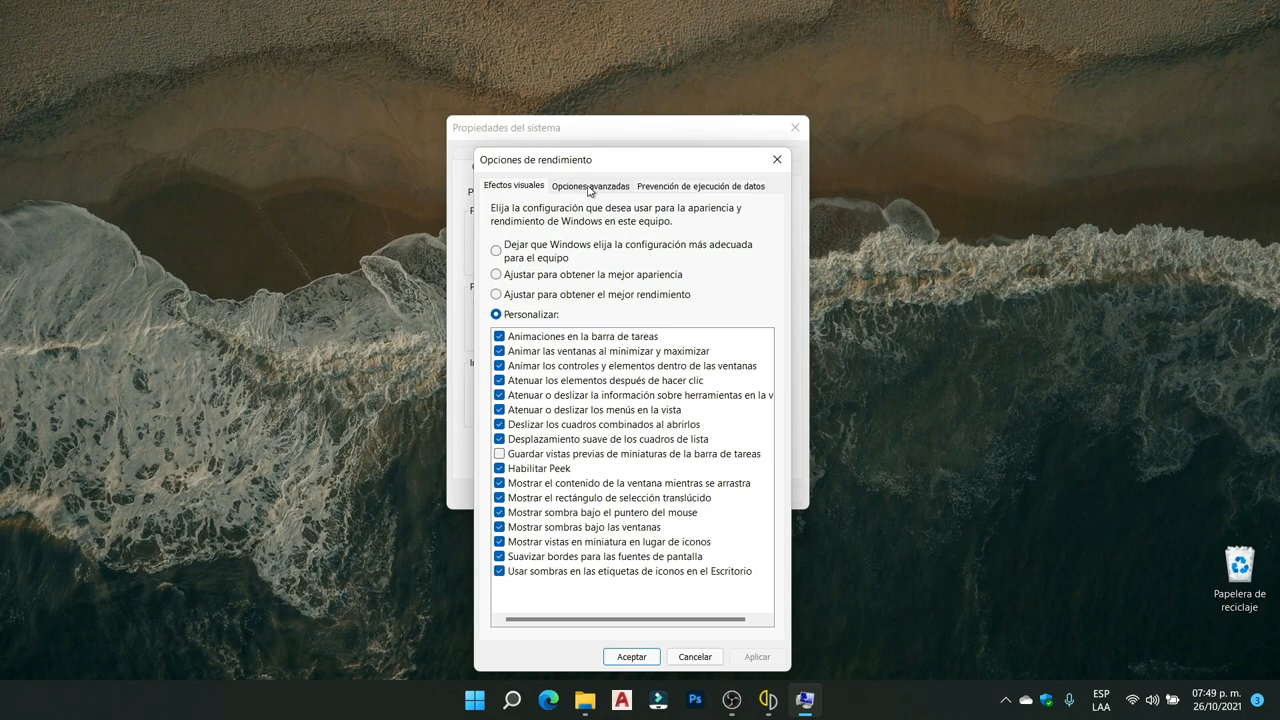 Propiedades del sistema
Opciones de rendimiento
Efectos visuales
Opciones avanzadas
Prevención de ejecución de datos
Elija la configuración que desea usar para la apariencia y
rendimiento de Windows en este equipo.
Dejar que Windows elija la configuración más adecuada
para el equipo
Ajustar para obtener la mejor apariencia
Ajustar para obtener el mejor rendimiento
Personalizar:
Animaciones en la barra de tareas
Animar las ventanas al minimizar y maximizar
Animar los controles y elementos dentro de las ventanas
Atenuar los elementos después de hacer clic
Atenuar o deslizar la información sobre herramientas en la v
Atenuar o deslizar los menús en la vista
Deslizar los cuadros combinados al abrirlos
Desplazamiento suave de los cuadros de lista
Guardar vistas previas de miniaturas de la barra de tareas
Habilitar Peek
Mostrar el contenido de la ventana mientras se arrastra
Mostrar el rectángulo de selección translúcido
Mostrar sombra bajo el puntero del mouse
Mostrar sombras bajo las ventanas
Mostrar vistas en miniatura en lugar de iconos
Suavizar bordes para las fuentes de pantalla
Usar sombras en las etiquetas de iconos en el Escritorio
Aceptar
Cancelar
Aplicar
Papelera de
reciclaje
A
Ps
ESP
LAA
07:49 p. m.
26/10/2021
3